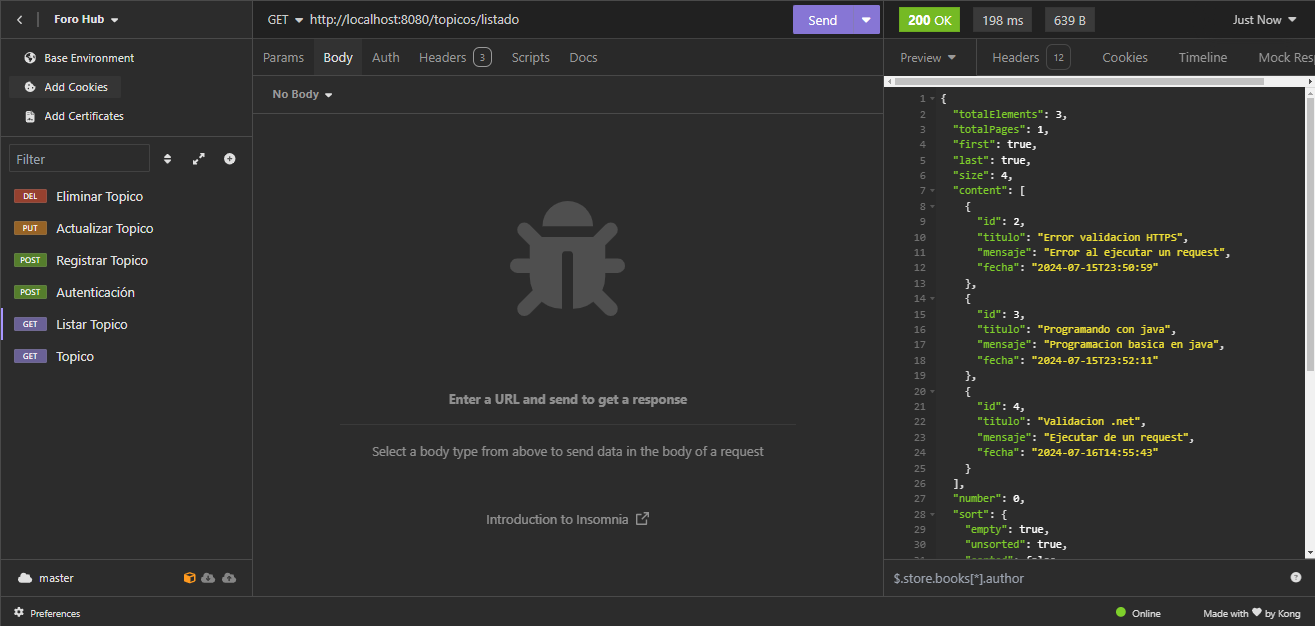 Foro Hub
Base Environment
Add Cookies
Add Certificates
Filter
DEL Eliminar Topico
PUT Actualizar Topico
POST Registrar Topico
POST Autenticación
GET Listar Topico
GET Topico
master
Preferences
GET http://localhost:8080/topicos/listado
Send
Params Body Auth Headers 3 Scripts Docs
No Body
Enter a URL and send to get a response
Select a body type from above to send data in the body of a request
Introduction to Insomnia
200 OK 198 ms 639 B Just Now
Preview Headers 12 Cookies Timeline Mock Res
1 {
2 "totalElements": 3,
3 "totalPages": 1,
4 "first": true,
5 "last": true,
6 "size": 4,
7 "content": [
8 {
9 "id": 2,
10 "titulo": "Error validacion HTTPS",
11 "mensaje": "Error al ejecutar un request",
12 "fecha": "2024-07-15T23:50:59"
13 },
14 {
15 "id": 3,
16 "titulo": "Programando con java",
17 "mensaje": "Programacion basica en java",
18 "fecha": "2024-07-15T23:52:11"
19 },
20 {
21 "id": 4,
22 "titulo": "Validacion .net",
23 "mensaje": "Ejecutar de un request",
24 "fecha": "2024-07-16T14:55:43"
25 }
26 ],
27 "number": 0,
28 "sort": {
29 "empty": true,
30 "unsorted": true,
$.store.books[*].author
Online
Made with ♥ by Kong